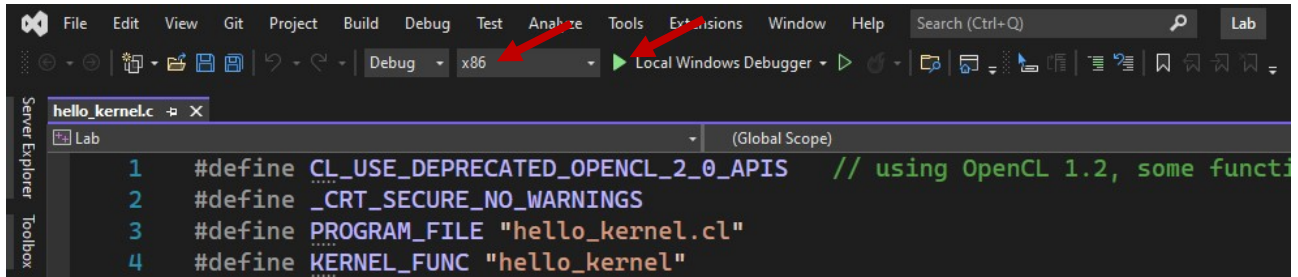 File Edit View Git Project Build Debug Test Analyze Tools Extensions Window Help Search (Ctrl+Q) Lab
Debug x86 Local Windows Debugger
Server Explorer
Toolbox
hello_kernel.c
Lab (Global Scope)
1 #define CL_USE_DEPRECATED_OPENCL_2_0_APIS // using OpenCL 1.2, some functi
2 #define _CRT_SECURE_NO_WARNINGS
3 #define PROGRAM_FILE "hello_kernel.cl"
4 #define KERNEL_FUNC "hello_kernel"